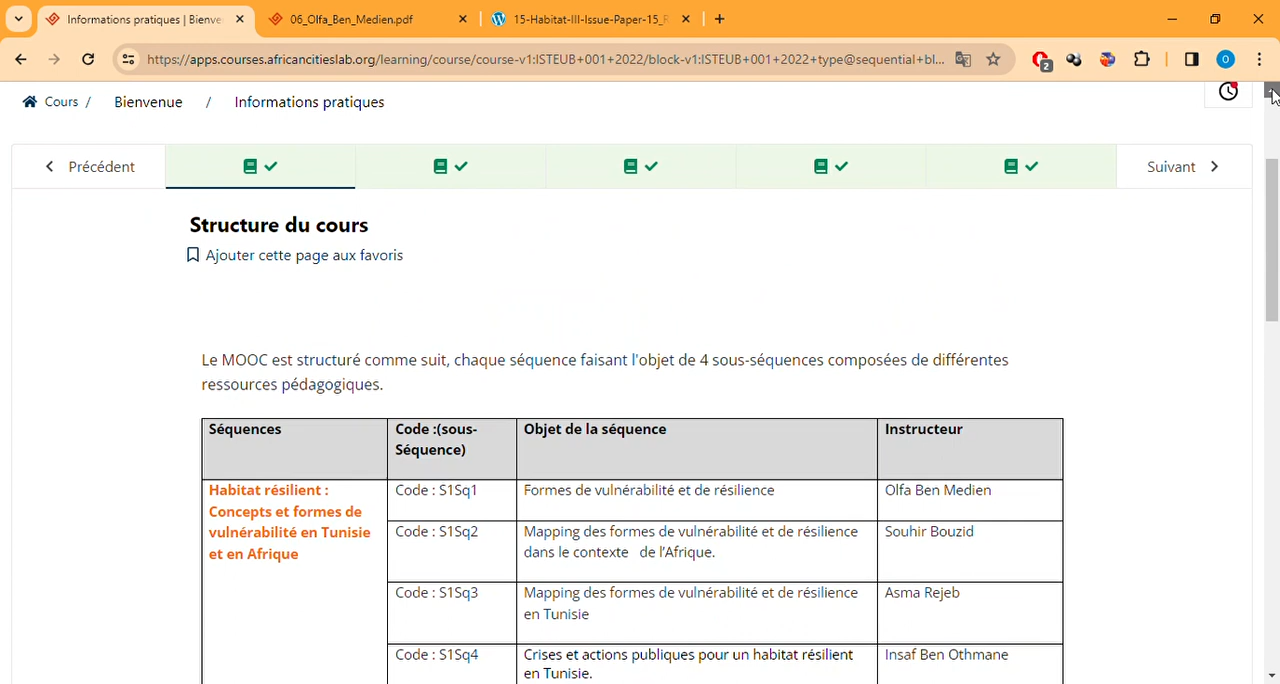 Informations pratiques | Bienve
06_Olfa_Ben_Medien.pdf
15-Habitat-III-Issue-Paper-15_R
https://apps.courses.africancitieslab.org/learning/course/course-v1:ISTEUB+001+2022/block-v1:ISTEUB+001+2022+type@sequential+bl...
2
O
Cours / Bienvenue / Informations pratiques
Précédent
Suivant
Structure du cours
Ajouter cette page aux favoris
Le MOOC est structuré comme suit, chaque séquence faisant l'objet de 4 sous-séquences composées de différentes
ressources pédagogiques.
Séquences
Code :(sous-
Séquence)
Objet de la séquence
Instructeur
Habitat résilient :
Concepts et formes de
vulnérabilité en Tunisie
et en Afrique
Code : S1Sq1
Formes de vulnérabilité et de résilience
Olfa Ben Medien
Code : S1Sq2
Mapping des formes de vulnérabilité et de résilience
dans le contexte de l'Afrique.
Souhir Bouzid
Code : S1Sq3
Mapping des formes de vulnérabilité et de résilience
en Tunisie
Asma Rejeb
Code : S1Sq4
Crises et actions publiques pour un habitat résilient
en Tunisie.
Insaf Ben Othmane